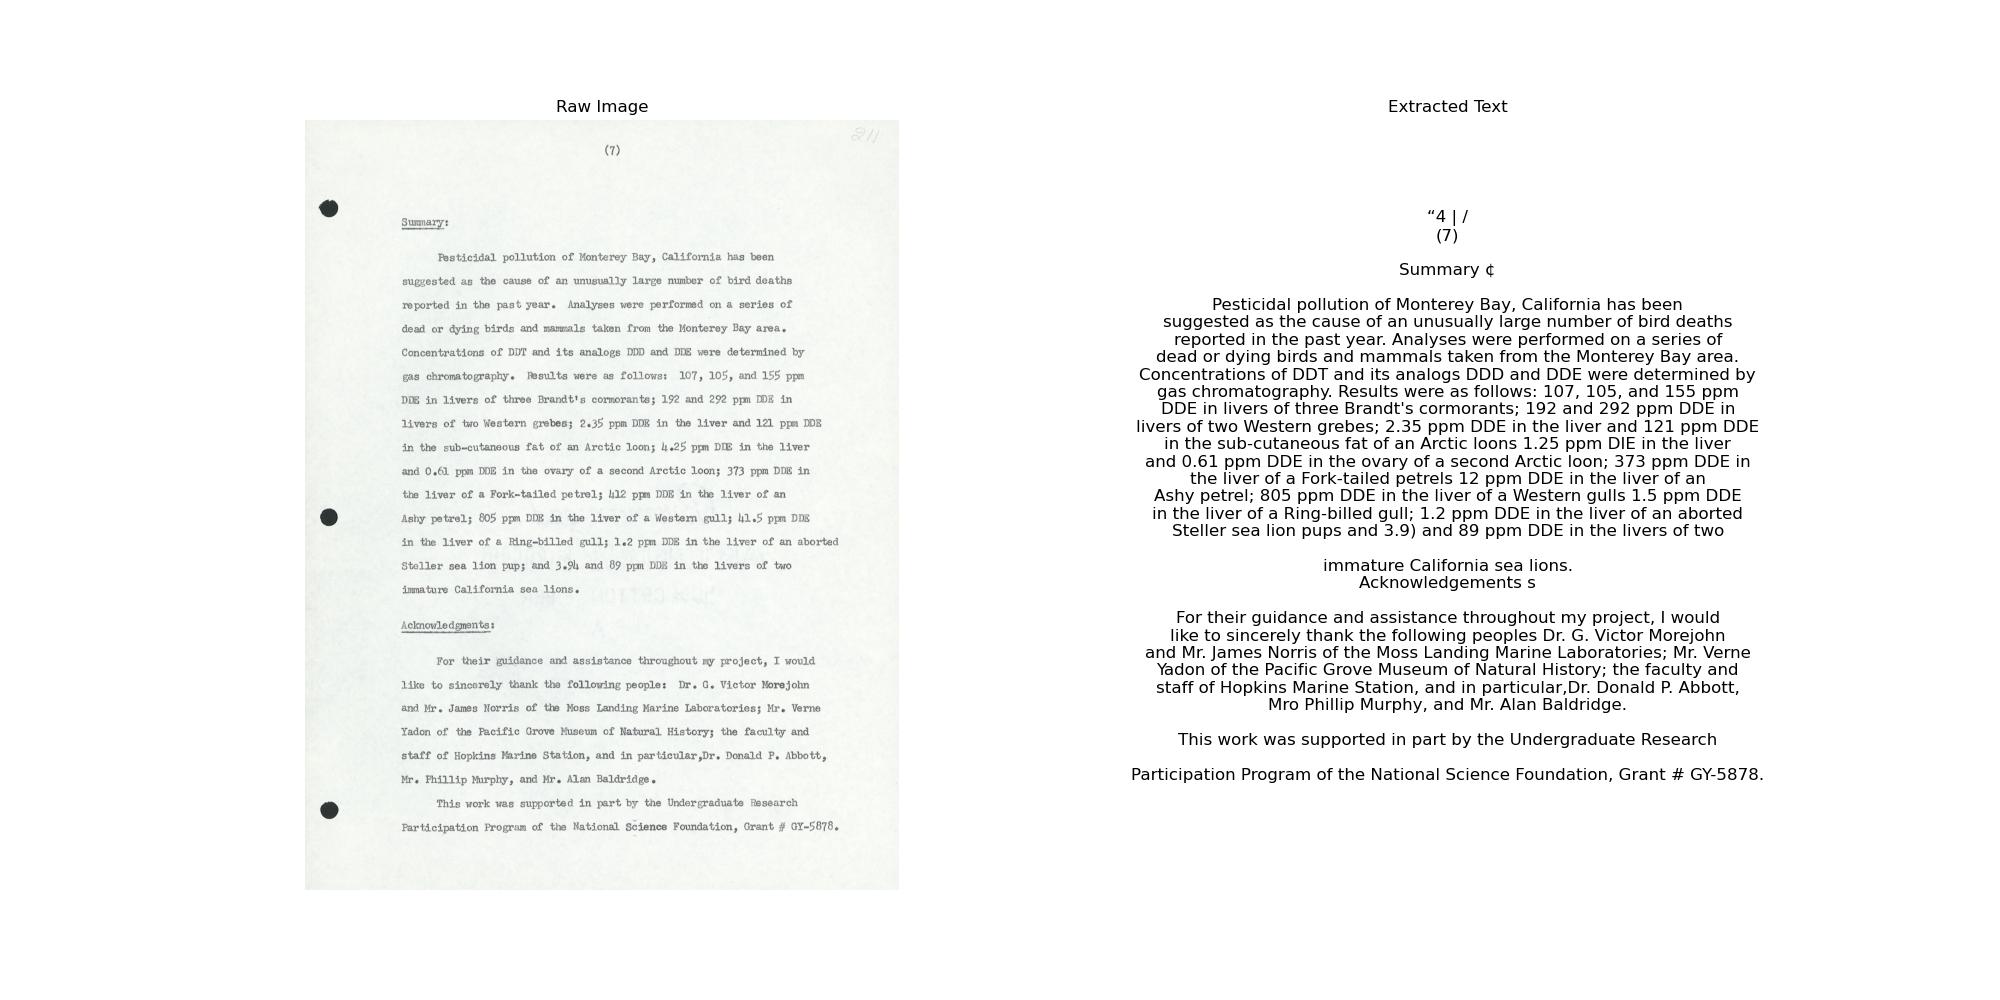 Raw Image
211
(7)
Summary:
Pesticidal pollution of Monterey Bay, California has been
suggested as the cause of an unusually large number of bird deaths
reported in the past year. Analyses were performed on a series of
dead or dying birds and mammals taken from the Monterey Bay area.
Concentrations of DDT and its analogs DDD and DDE were determined by
gas chromatography. Results were as follows: 107, 105, and 155 ppm
DDE in livers of three Brandt's cormorants; 192 and 292 ppm DDE in
livers of two Western grebes; 2.35 ppm DDE in the liver and 121 ppm DDE
in the sub-cutaneous fat of an Arctic loon; 4.25 ppm DDE in the liver
and 0.61 ppm DDE in the ovary of a second Arctic loon; 373 ppm DDE in
the liver of a Fork-tailed petrel; 412 ppm DDE in the liver of an
Ashy petrel; 805 ppm DDE in the liver of a Western gull; 41.5 ppm DDE
in the liver of a Ring-billed gull; 1.2 ppm DDE in the liver of an aborted
Steller sea lion pup; and 3.94 and 89 ppm DDE in the livers of two
immature California sea lions.
Acknowledgments:
For their guidance and assistance throughout my project, I would
like to sincerely thank the following people: Dr. G. Victor Morejohn
and Mr. James Norris of the Moss Landing Marine Laboratories; Mr. Verne
Yadon of the Pacific Grove Museum of Natural History; the faculty and
staff of Hopkins Marine Station, and in particular,Dr. Donald P. Abbott,
Mr. Phillip Murphy, and Mr. Alan Baldridge.
This work was supported in part by the Undergraduate Research
Participation Program of the National Science Foundation, Grant # GY-5878.
Extracted Text
“4 | /
(7)
Summary ¢
Pesticidal pollution of Monterey Bay, California has been
suggested as the cause of an unusually large number of bird deaths
reported in the past year. Analyses were performed on a series of
dead or dying birds and mammals taken from the Monterey Bay area.
Concentrations of DDT and its analogs DDD and DDE were determined by
gas chromatography. Results were as follows: 107, 105, and 155 ppm
DDE in livers of three Brandt's cormorants; 192 and 292 ppm DDE in
livers of two Western grebes; 2.35 ppm DDE in the liver and 121 ppm DDE
in the sub-cutaneous fat of an Arctic loons 1.25 ppm DIE in the liver
and 0.61 ppm DDE in the ovary of a second Arctic loon; 373 ppm DDE in
the liver of a Fork-tailed petrels 12 ppm DDE in the liver of an
Ashy petrel; 805 ppm DDE in the liver of a Western gulls 1.5 ppm DDE
in the liver of a Ring-billed gull; 1.2 ppm DDE in the liver of an aborted
Steller sea lion pups and 3.9) and 89 ppm DDE in the livers of two
immature California sea lions.
Acknowledgements s
For their guidance and assistance throughout my project, I would
like to sincerely thank the following peoples Dr. G. Victor Morejohn
and Mr. James Norris of the Moss Landing Marine Laboratories; Mr. Verne
Yadon of the Pacific Grove Museum of Natural History; the faculty and
staff of Hopkins Marine Station, and in particular,Dr. Donald P. Abbott,
Mro Phillip Murphy, and Mr. Alan Baldridge.
This work was supported in part by the Undergraduate Research
Participation Program of the National Science Foundation, Grant # GY-5878.